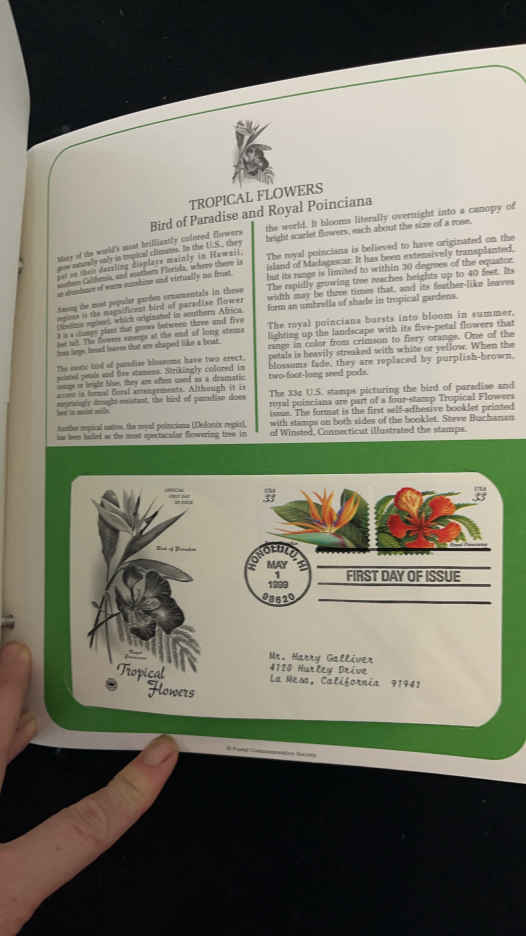 TROPICAL FLOWERS
Bird of Paradise and Royal Poinciana
Many of the world's most brilliantly colored flowers
grow naturally only in tropical climates. In the U.S., they
put on their dazzling displays mainly in Hawaii,
southern California, and southern Florida, where there is
an abundance of warm sunshine and virtually no frost.
Among the most popular garden ornamentals in these
regions is the magnificent bird of paradise flower
(Strelitzia reginae), which originated in southern Africa.
It is a clumpy plant that grows between three and five
feet tall. The flowers emerge at the end of long stems
from large, broad leaves that are shaped like a boat.
The exotic bird of paradise blossoms have two erect,
pointed petals and five stamens. Strikingly colored in
orange or bright blue, they are often used as a dramatic
accent in formal floral arrangements. Although it is
surprisingly drought-resistant, the bird of paradise does
best in moist soils.
Another tropical native, the royal poinciana (Delonix regia),
has been hailed as the most spectacular flowering tree in
the world. It blooms literally overnight into a canopy of
bright scarlet flowers, each about the size of a rose.
The royal poinciana is believed to have originated on the
island of Madagascar. It has been extensively transplanted,
but its range is limited to within 30 degrees of the equator.
The rapidly growing tree reaches heights up to 40 feet. Its
width may be three times that, and its feather-like leaves
form an umbrella of shade in tropical gardens.
The royal poinciana bursts into bloom in summer,
lighting up the landscape with its five-petal flowers that
range in color from crimson to fiery orange. One of the
petals is heavily streaked with white or yellow. When the
blossoms fade, they are replaced by purplish-brown,
two-foot-long seed pods.
The 33¢ U.S. stamps picturing the bird of paradise and
royal poinciana are part of a four-stamp Tropical Flowers
issue. The format is the first self-adhesive booklet printed
with stamps on both sides of the booklet. Steve Buchanan
of Winsted, Connecticut illustrated the stamps.
OFFICIAL
FIRST DAY
OF ISSUE
Bird of Paradise
Royal
Poinciana
Tropical
Flowers
USA
33
USA
33
Royal Poinciana
HONOLULU, HI
MAY
1
1999
96820
FIRST DAY OF ISSUE
Mr. Harry Galliver
4120 Hurley Drive
La Mesa, California 91941
© Postal Commemorative Society